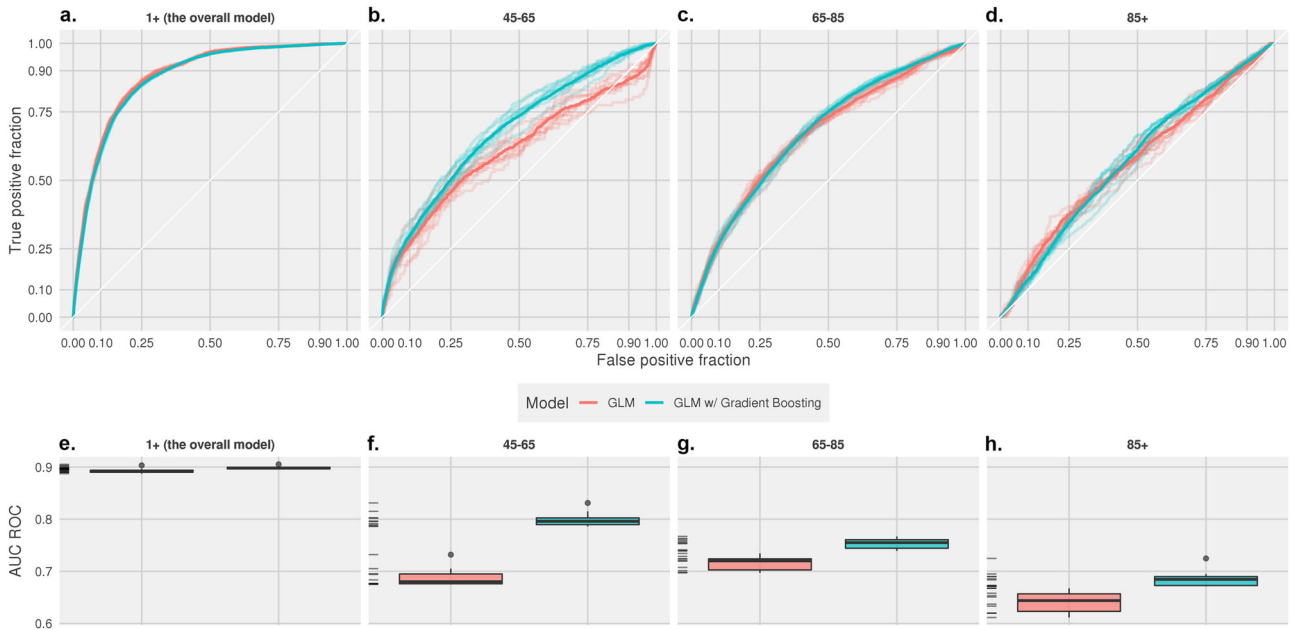 a. 1+ (the overall model) b. 45-65 c. 65-85 d. 85+
True positive fraction
1.00
0.90
0.75
0.50
0.25
0.10
0.00
0.00 0.10 0.25 0.50 0.75 0.90 1.00 0.00 0.10 0.25 0.50 0.75 0.90 1.00 0.00 0.10 0.25 0.50 0.75 0.90 1.00 0.00 0.10 0.25 0.50 0.75 0.90 1.00
False positive fraction
Model GLM GLM w/ Gradient Boosting
e. 1+ (the overall model) f. 45-65 g. 65-85 h. 85+
AUC ROC
0.9
0.8
0.7
0.6